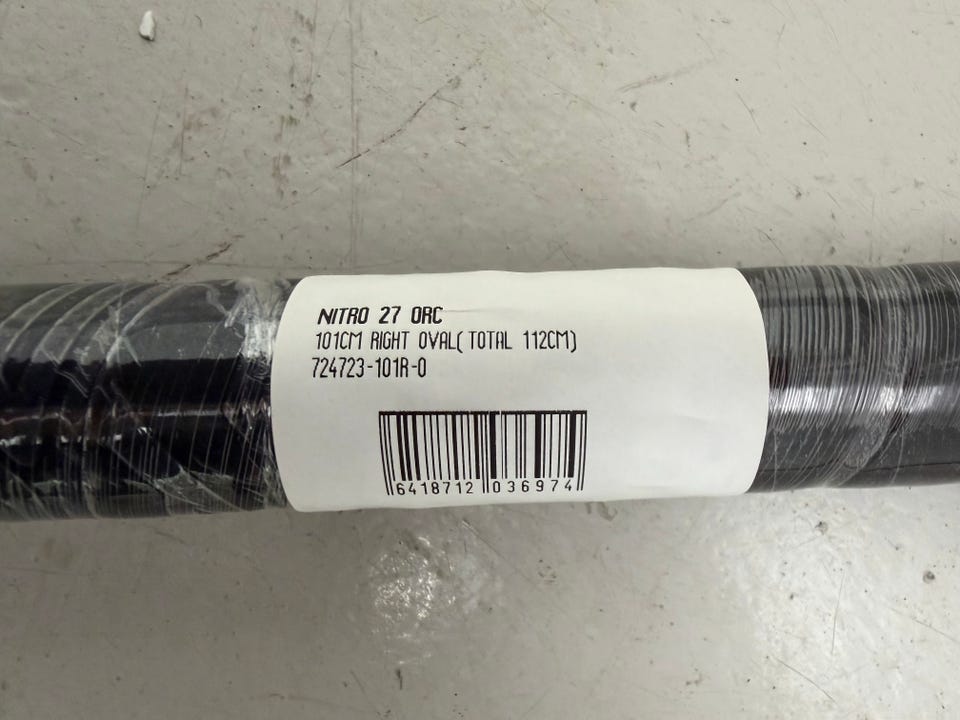 NITRO 27 ORC
101CM RIGHT OVAL(TOTAL 112CM)
724723-101R-0
6418712 036974